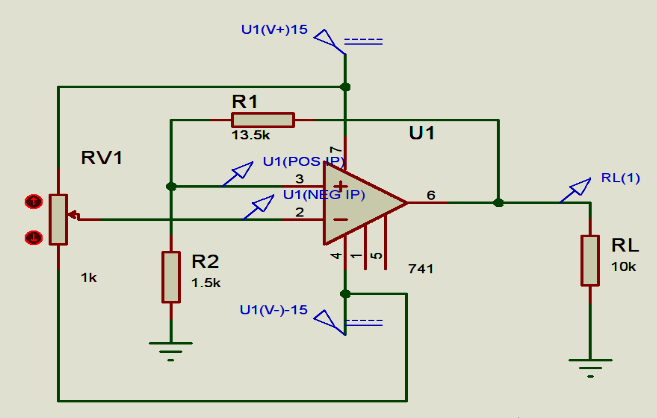 U1(V+)15
R1
13.5k
U1
RV1
7
U1(POS IP)
3
RL(1)
U1(NEG IP)
6
2
R2
1.5k
4
1
5
741
RL
10k
1k
U1(V-)-15